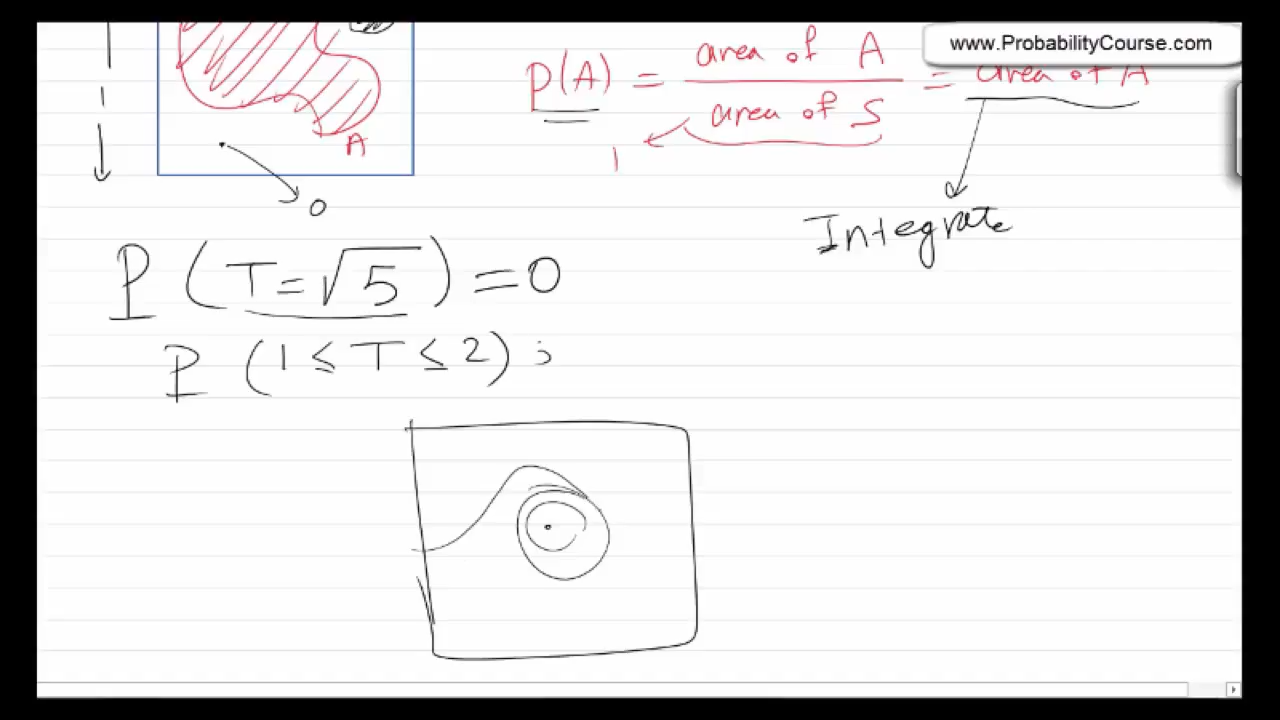 www.ProbabilityCourse.com
P(A) = area of A / area of S = area of A
1
A
0
Integrate
P ( T = √5 ) = 0
P ( 1 ≤ T ≤ 2 ) ;